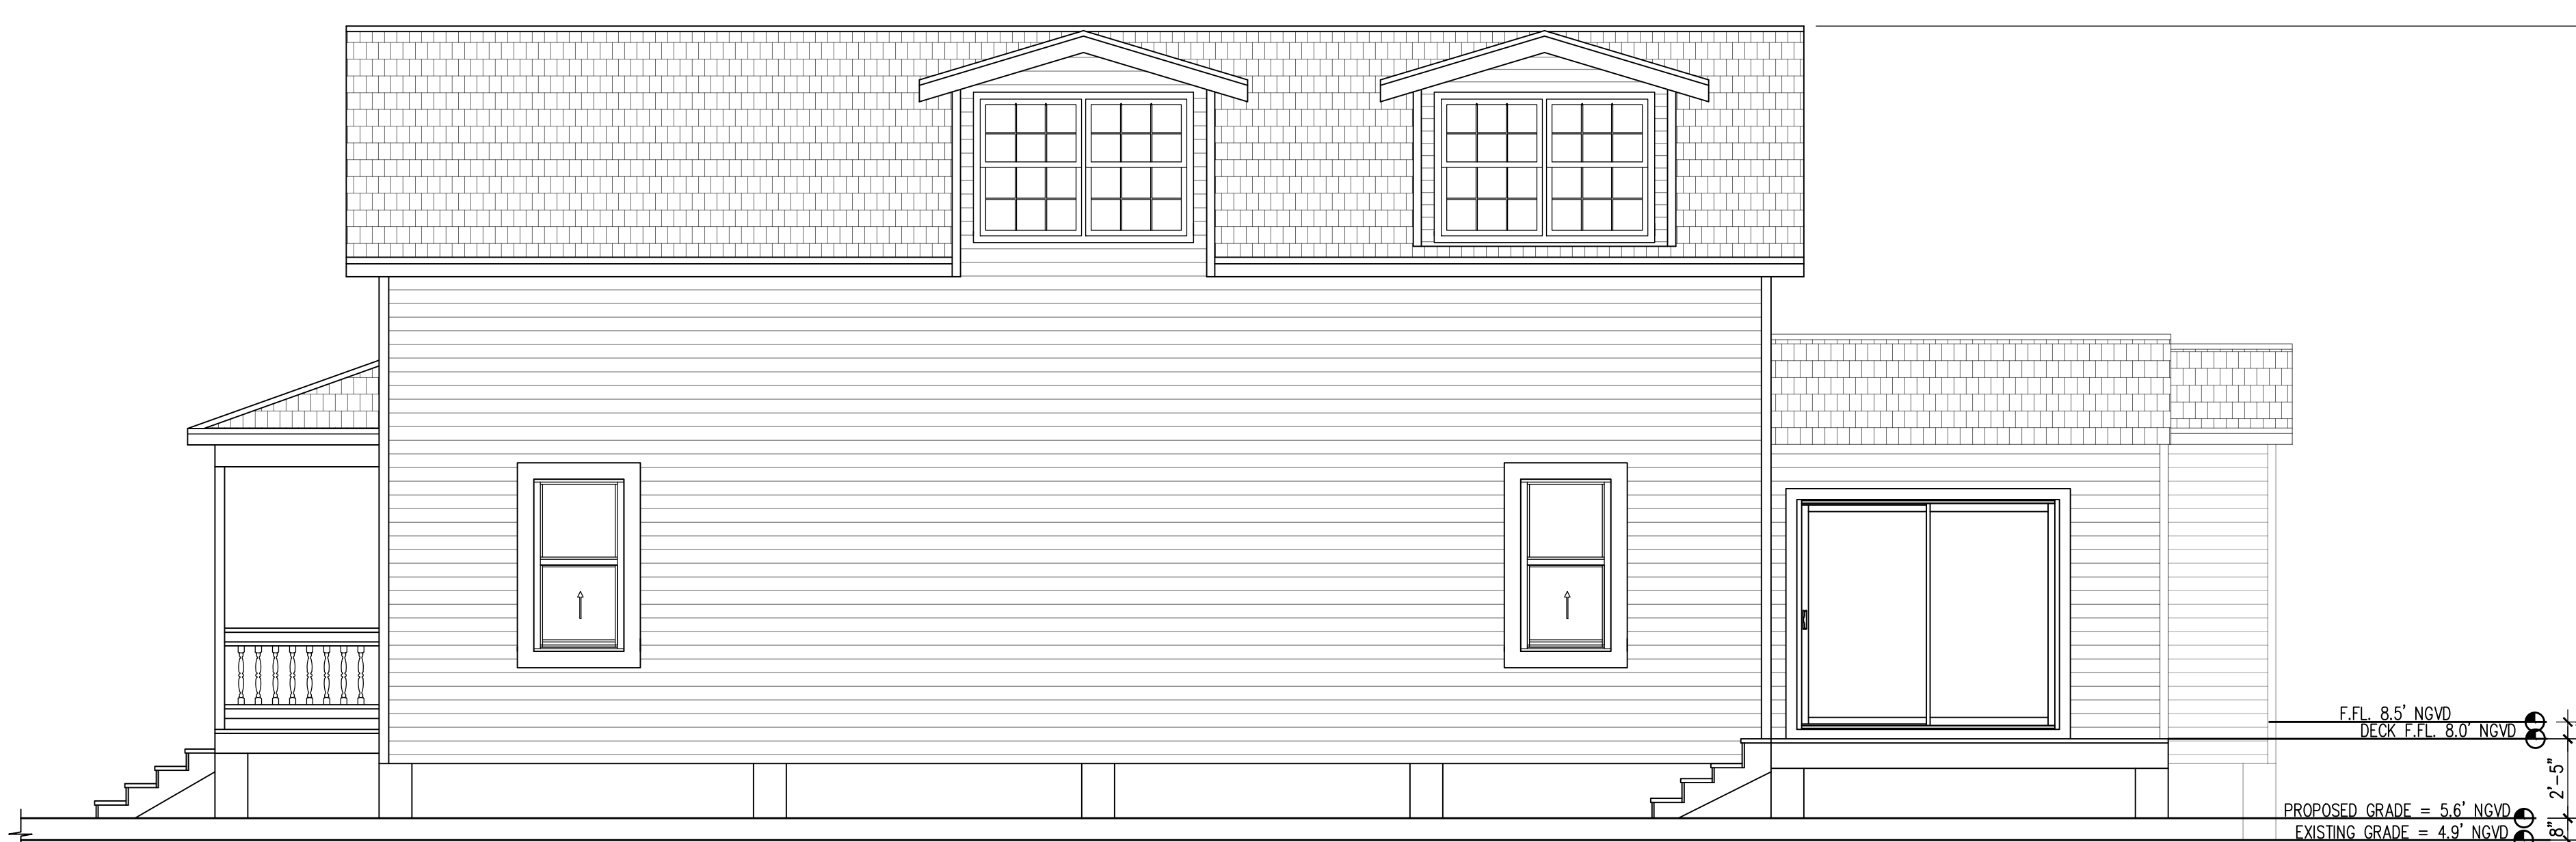 F.FL. 8.5' NGVD
DECK F.FL. 8.0' NGVD
2'-5"
PROPOSED GRADE = 5.6' NGVD
EXISTING GRADE = 4.9' NGVD
8"